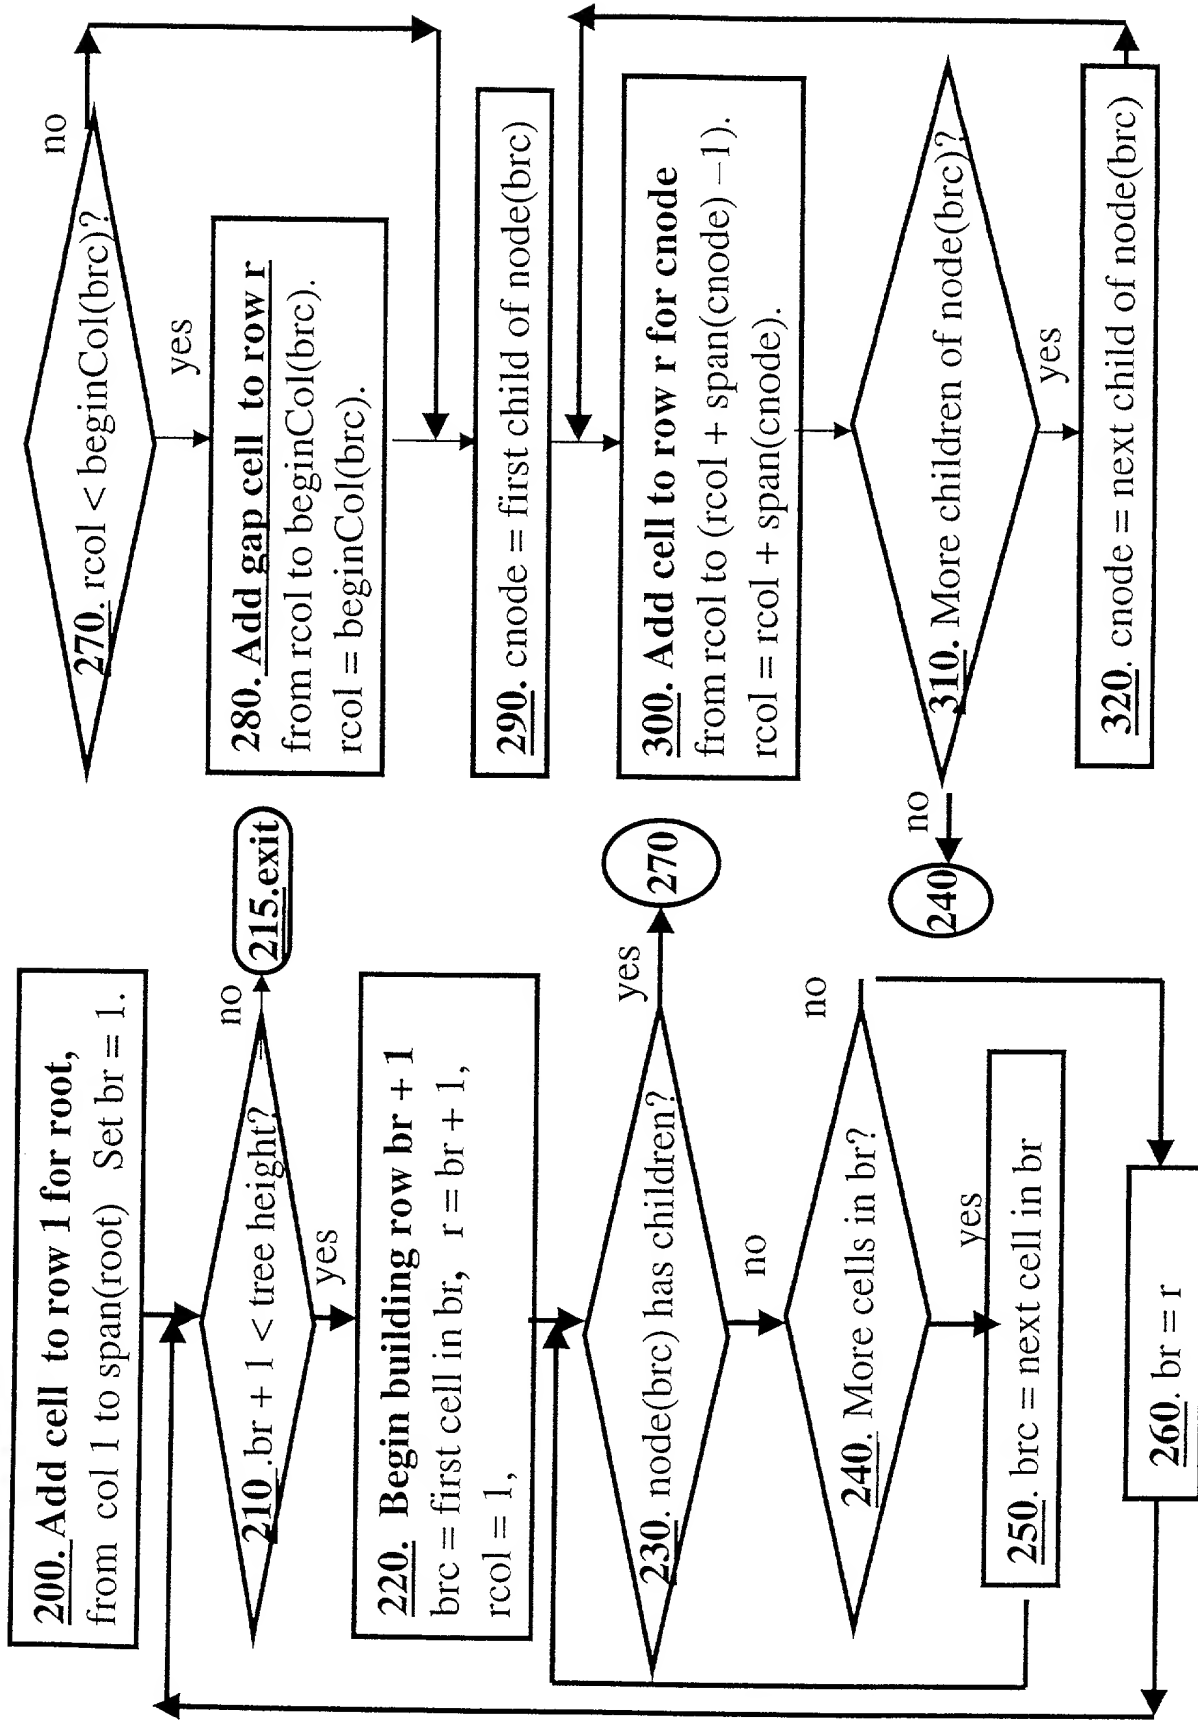 200. Add cell to row 1 for root,
from col 1 to span(root) Set br = 1.
210 .br + 1 < tree height?
no
215.exit
yes
220. Begin building row br + 1
brc = first cell in br, r = br + 1,
rcol = 1,
230. node(brc) has children?
yes
270
no
240. More cells in br?
no
yes
250. brc = next cell in br
260. br = r
270. rcol < beginCol(brc)?
no
yes
280. Add gap cell to row r
from rcol to beginCol(brc).
rcol = beginCol(brc).
290. cnode = first child of node(brc)
300. Add cell to row r for cnode
from rcol to (rcol + span(cnode) –1).
rcol = rcol + span(cnode).
310. More children of node(brc)?
no
240
yes
320. cnode = next child of node(brc)